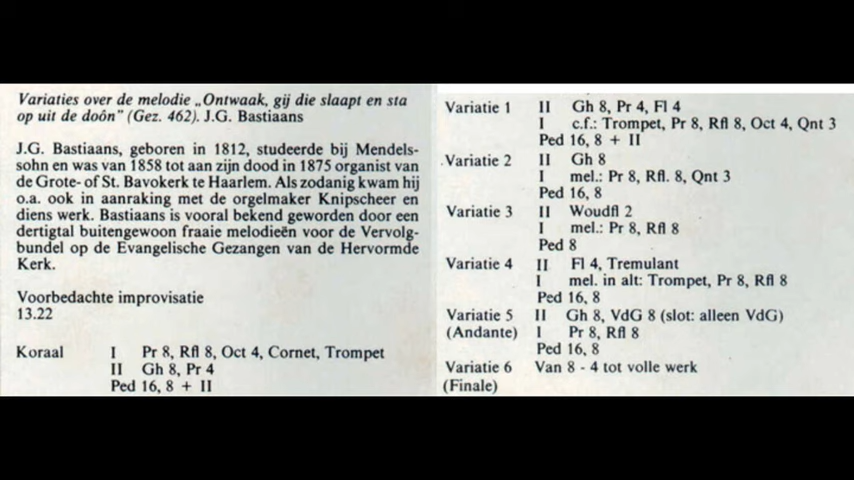 Variaties over de melodie „Ontwaak, gij die slaapt en sta
op uit de doôn" (Gez. 462). J.G. Bastiaans
J.G. Bastiaans, geboren in 1812, studeerde bij Mendels-
sohn en was van 1858 tot aan zijn dood in 1875 organist van
de Grote- of St. Bavokerk te Haarlem. Als zodanig kwam hij
o.a. ook in aanraking met de orgelmaker Knipscheer en
diens werk. Bastiaans is vooral bekend geworden door een
dertigtal buitengewoon fraaie melodieën voor de Vervolg-
bundel op de Evangelische Gezangen van de Hervormde
Kerk.
Voorbedachte improvisatie
13.22
Koraal I Pr 8, Rfl 8, Oct 4, Cornet, Trompet
II Gh 8, Pr 4
Ped 16, 8 + II
Variatie 1 II Gh 8, Pr 4, Fl 4
I c.f.: Trompet, Pr 8, Rfl 8, Oct 4, Qnt 3
Ped 16, 8 + II
Variatie 2 II Gh 8
I mel.: Pr 8, Rfl. 8, Qnt 3
Ped 16, 8
Variatie 3 II Woudfl 2
I mel.: Pr 8, Rfl 8
Ped 8
Variatie 4 II Fl 4, Tremulant
I mel. in alt: Trompet, Pr 8, Rfl 8
Ped 16, 8
Variatie 5 II Gh 8, VdG 8 (slot: alleen VdG)
(Andante) I Pr 8, Rfl 8
Ped 16, 8
Variatie 6 Van 8 - 4 tot volle werk
(Finale)